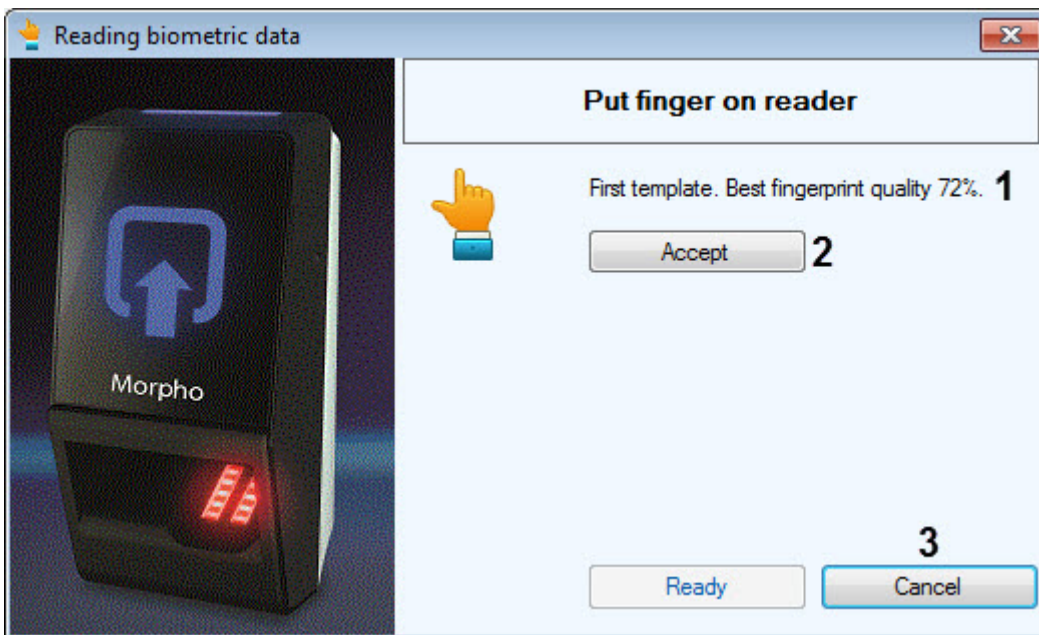 Reading biometric data
Put finger on reader
First template. Best fingerprint quality 72%. 1
Accept 2
Morpho
3
Ready Cancel